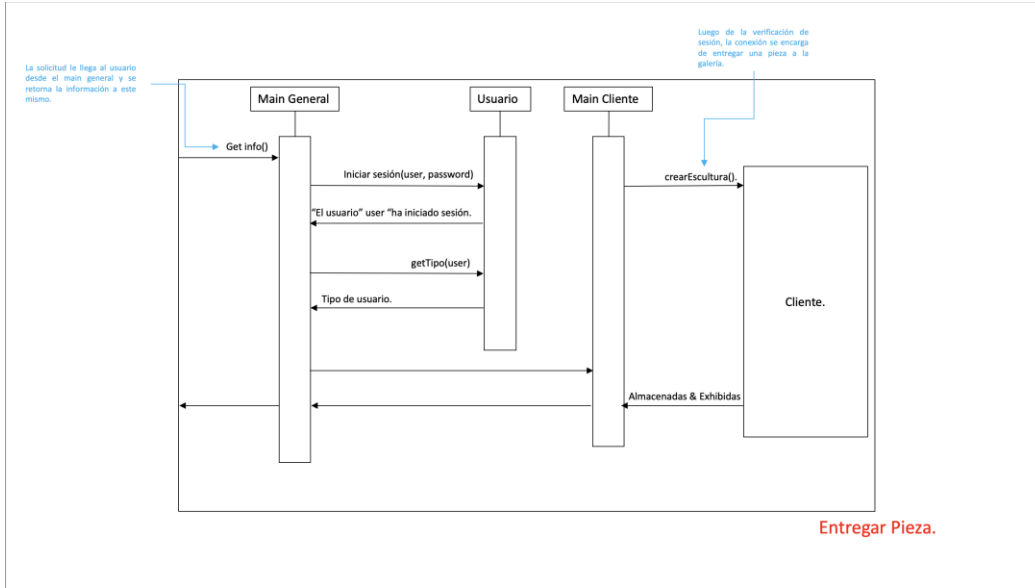 Luego de la verificación de
sesión, la conexión se encarga
de entregar una pieza a la
galería.
La solicitud le llega al usuario
desde el main general y se
retorna la información a este
mismo.
Main General
Usuario
Main Cliente
Get info()
Iniciar sesión(user, password)
crearEscultura().
“El usuario” user “ha iniciado sesión.
getTipo(user)
Tipo de usuario.
Cliente.
Almacenadas & Exhibidas
Entregar Pieza.